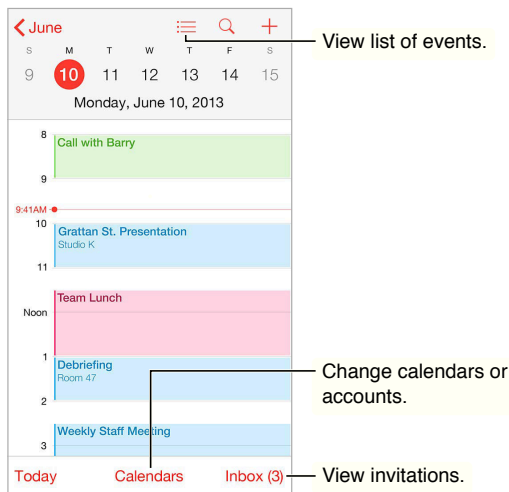 June
View list of events.
S M T W T F S
9 10 11 12 13 14 15
Monday, June 10, 2013
8
Call with Barry
9
9:41AM
10
Grattan St. Presentation
Studio K
11
Team Lunch
Noon
1
Debriefing
Room 47
Change calendars or
accounts.
2
Weekly Staff Meeting
3
Today Calendars Inbox (3)
View invitations.